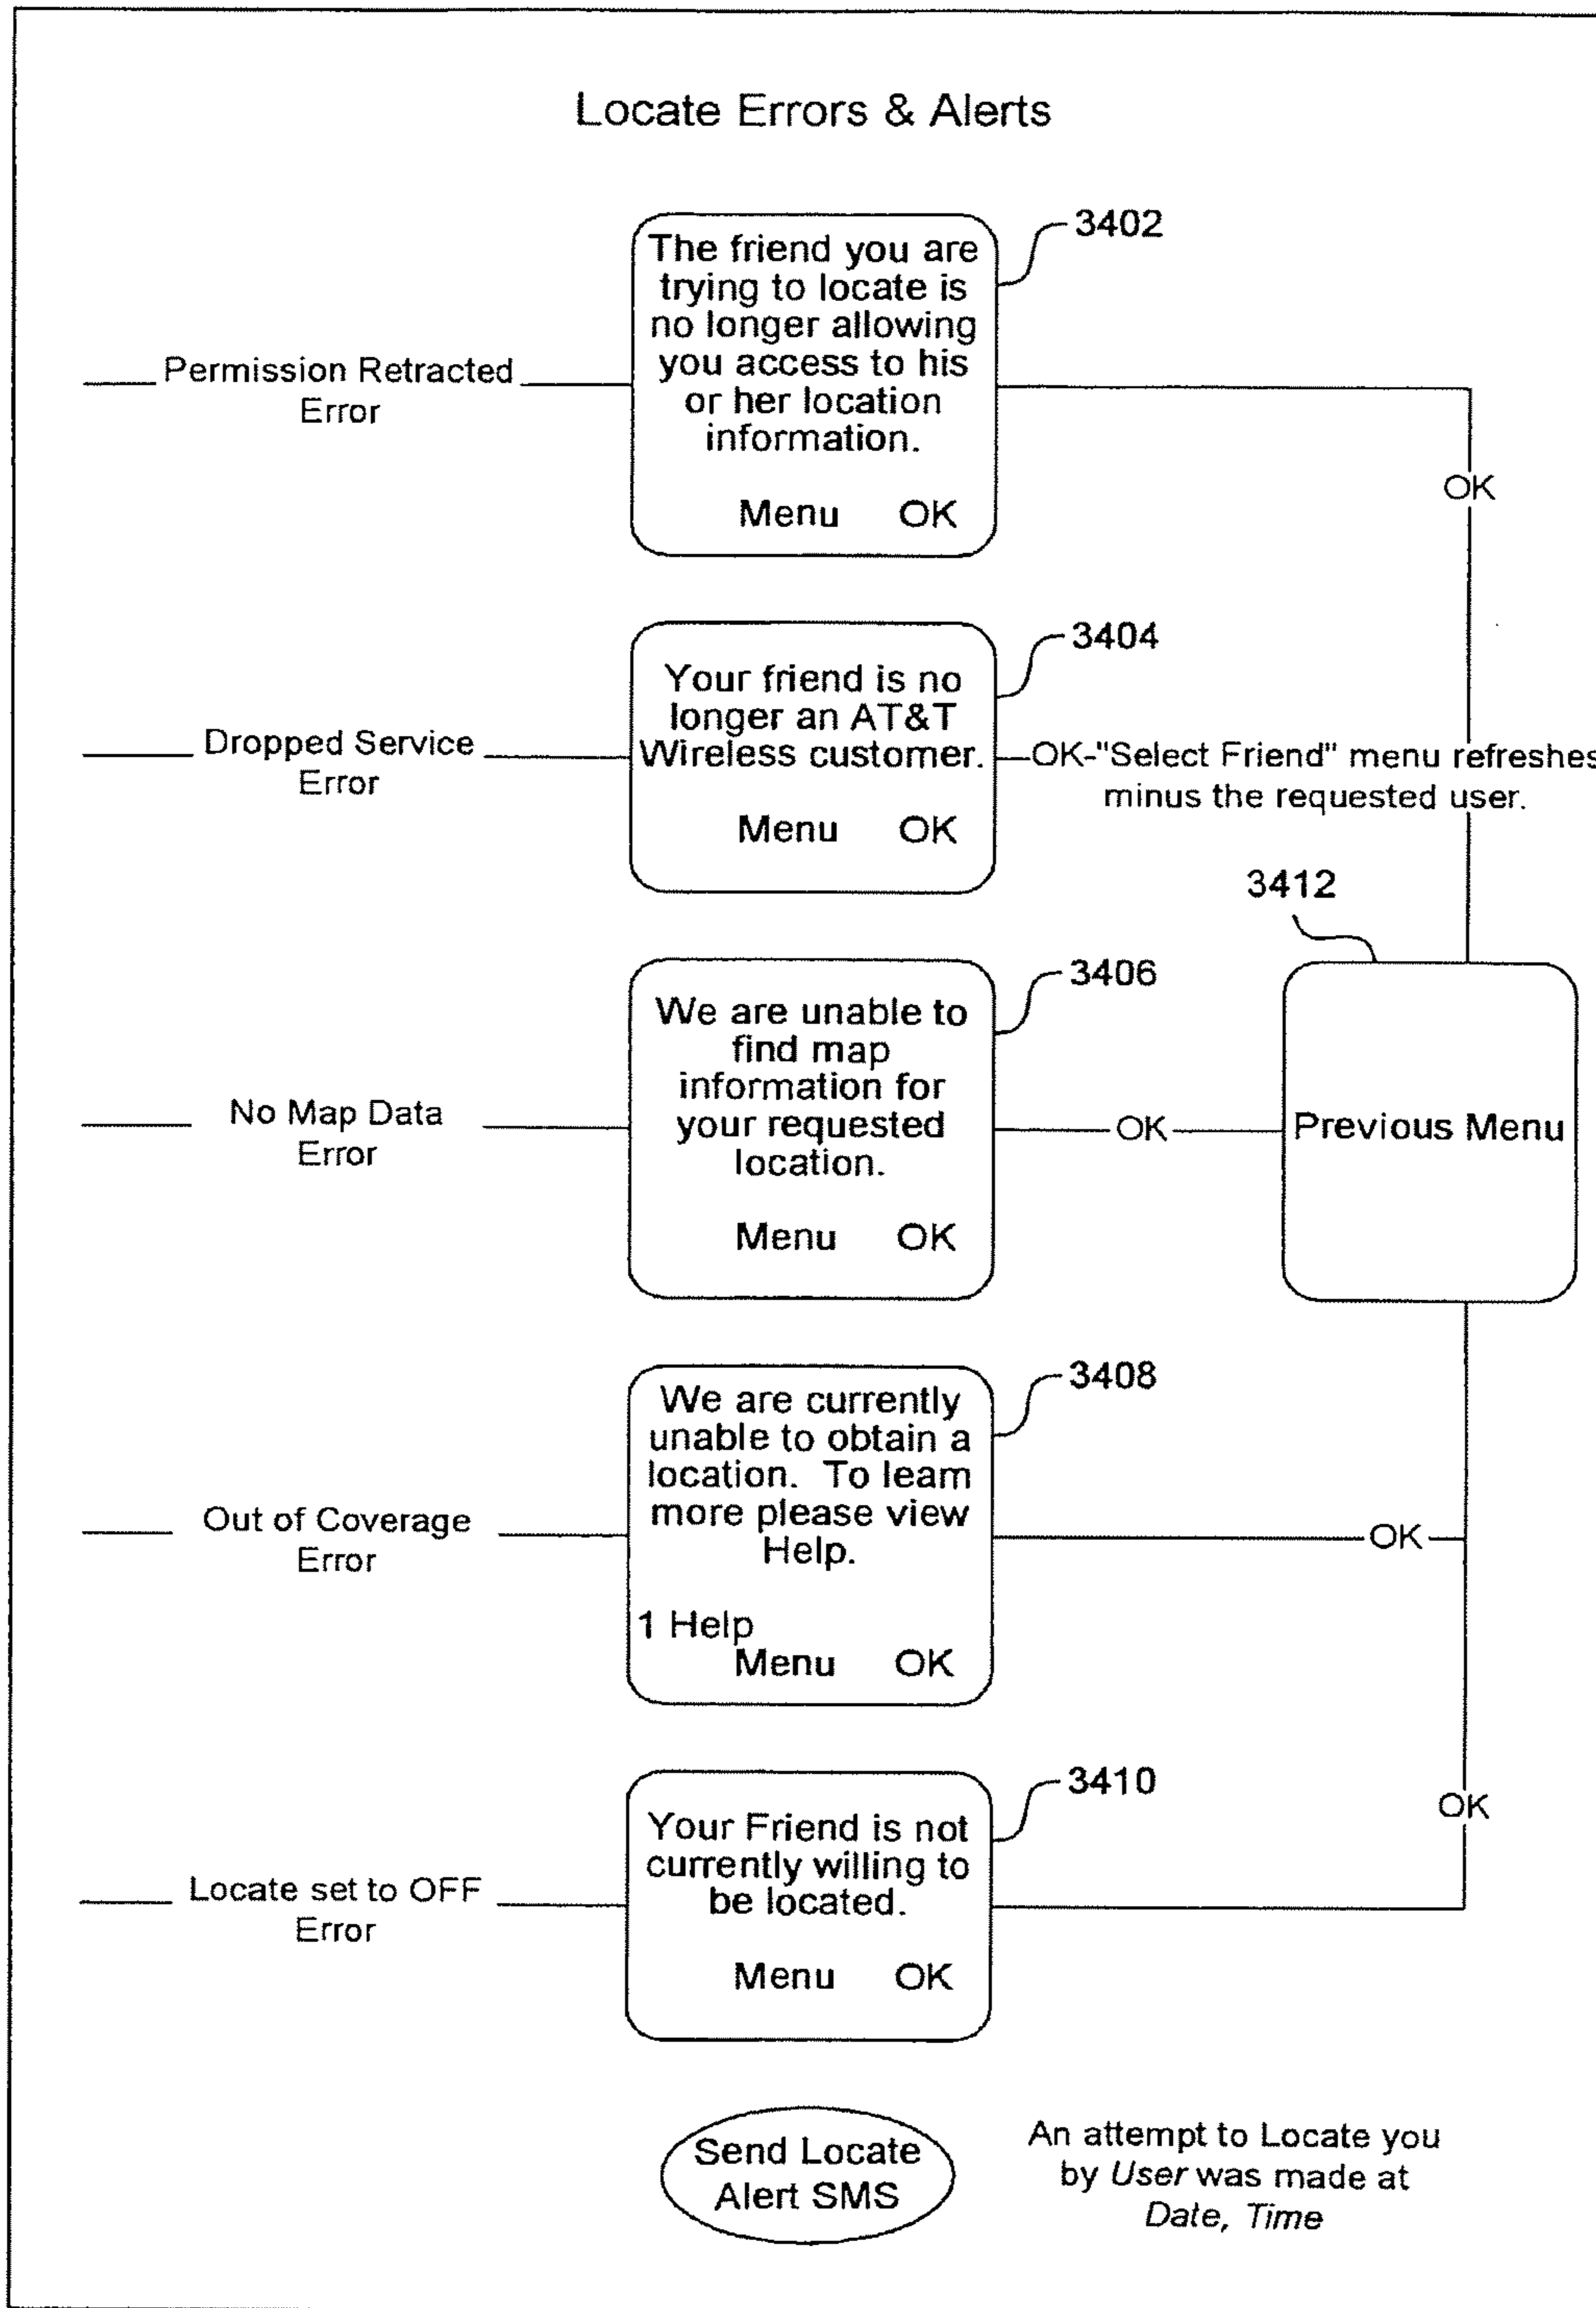 Locate Errors & Alerts
3402
The friend you are
trying to locate is
no longer allowing
you access to his
or her location
information.
Menu OK
Permission Retracted
Error
OK
3404
Your friend is no
longer an AT&T
Wireless customer.
Menu OK
Dropped Service
Error
OK-"Select Friend" menu refreshes
minus the requested user.
3412
Previous Menu
3406
We are unable to
find map
information for
your requested
location.
Menu OK
No Map Data
Error
OK
3408
We are currently
unable to obtain a
location. To learn
more please view
Help.
1 Help
Menu OK
Out of Coverage
Error
OK
3410
Your Friend is not
currently willing to
be located.
Menu OK
Locate set to OFF
Error
OK
Send Locate
Alert SMS
An attempt to Locate you
by User was made at
Date, Time